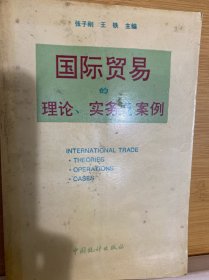 张子刚 王铁 主编
国际贸易
的
理论、实务与案例
INTERNATIONAL TRADE
· THEORIES
· OPERATIONS
· CASES
中国统计出版社